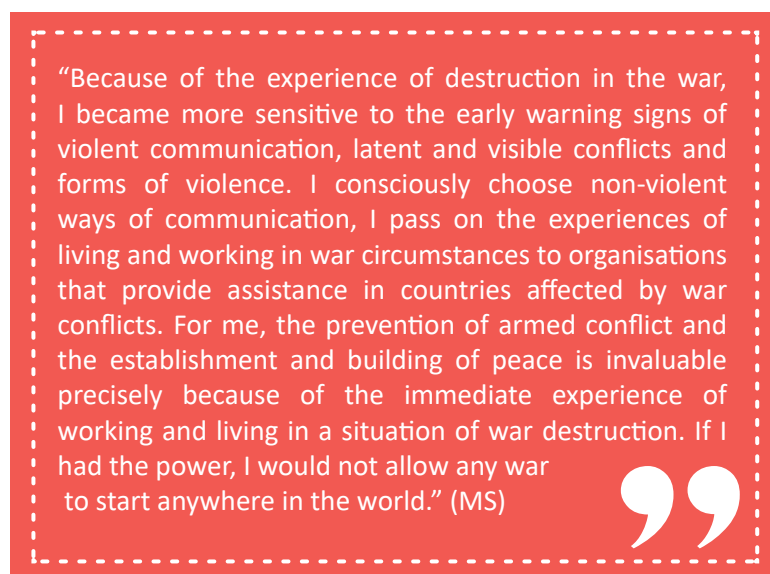 “Because of the experience of destruction in the war,
I became more sensitive to the early warning signs of
violent communication, latent and visible conflicts and
forms of violence. I consciously choose non-violent
ways of communication, I pass on the experiences of
living and working in war circumstances to organisations
that provide assistance in countries affected by war
conflicts. For me, the prevention of armed conflict and
the establishment and building of peace is invaluable
precisely because of the immediate experience of
working and living in a situation of war destruction. If I
had the power, I would not allow any war
to start anywhere in the world.” (MS)